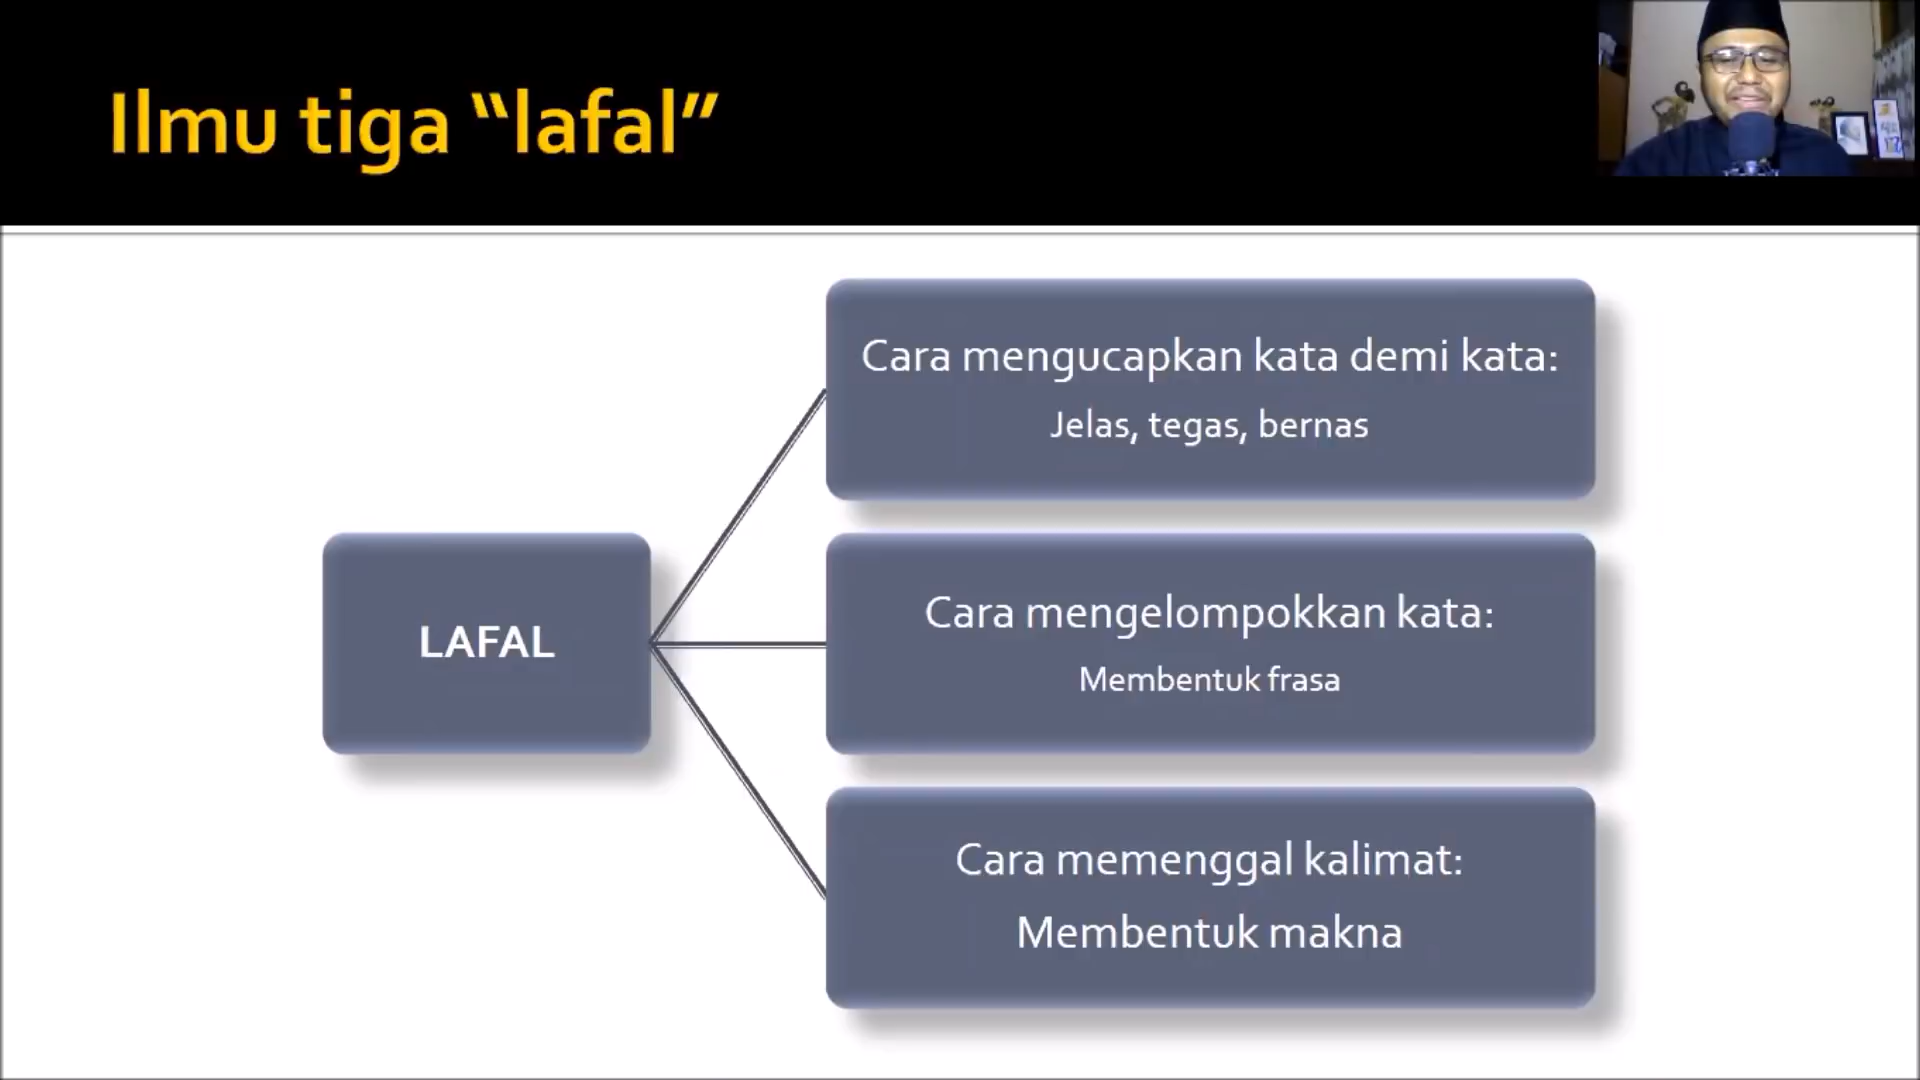 Ilmu tiga “lafal”
LAFAL
Cara mengucapkan kata demi kata:
Jelas, tegas, bernas
Cara mengelompokkan kata:
Membentuk frasa
Cara memenggal kalimat:
Membentuk makna